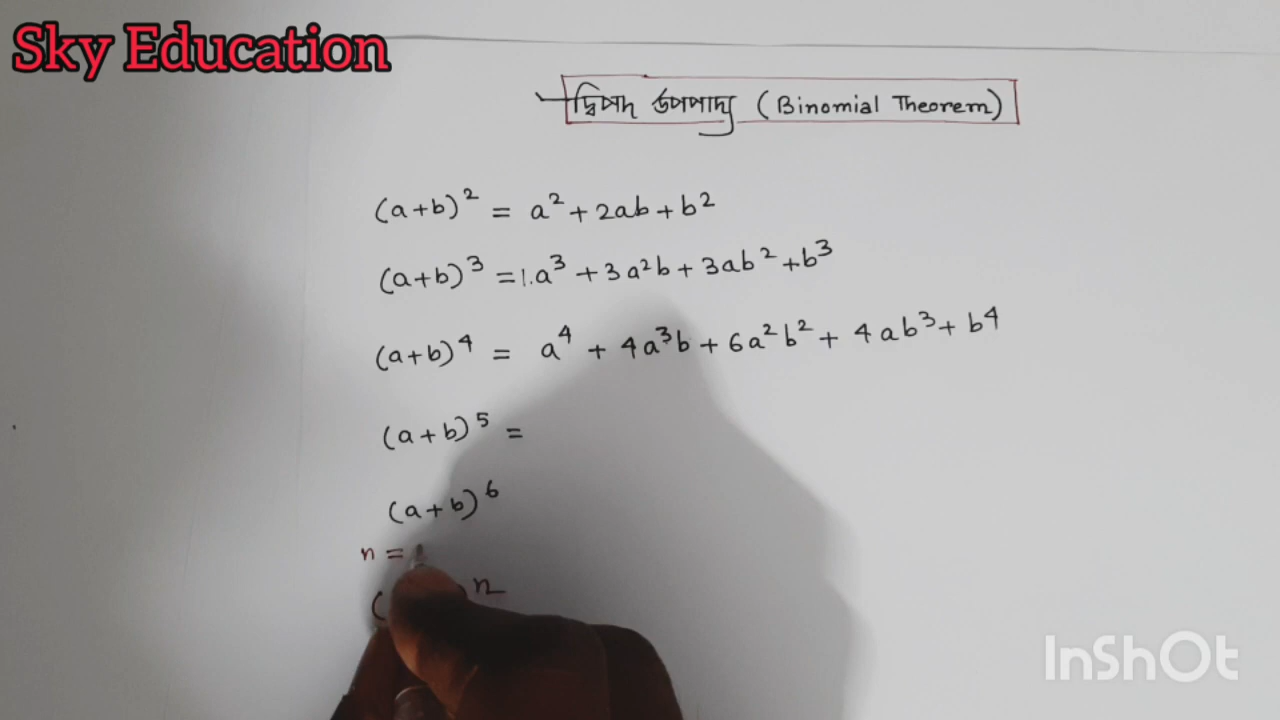 Sky Education
দ্বিপদ উপপাদ্য (Binomial Theorem)
(a+b)² = a² + 2ab + b²
(a+b)³ = 1.a³ + 3a²b + 3ab² + b³
(a+b)⁴ = a⁴ + 4a³b + 6a²b² + 4ab³ + b⁴
(a+b)⁵ =
(a+b)⁶
n =
( )ⁿ
InShOt